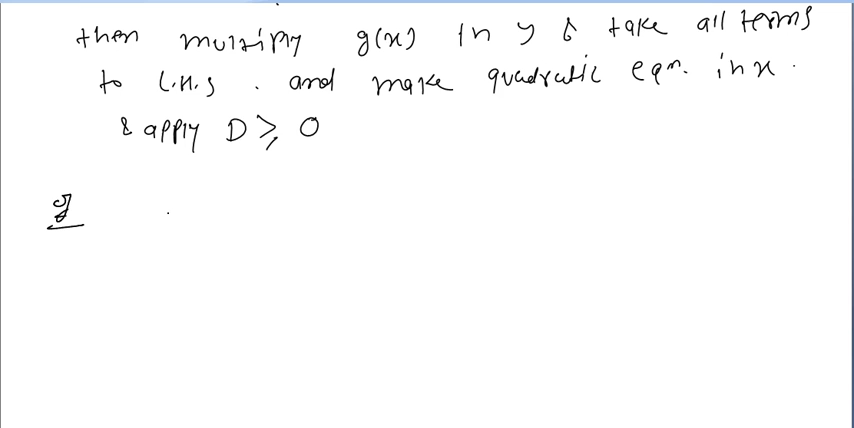 then multiply g(x) in y & take all terms
to L.H.S. and make quadratic eqn. in x.
& apply D ≥ 0